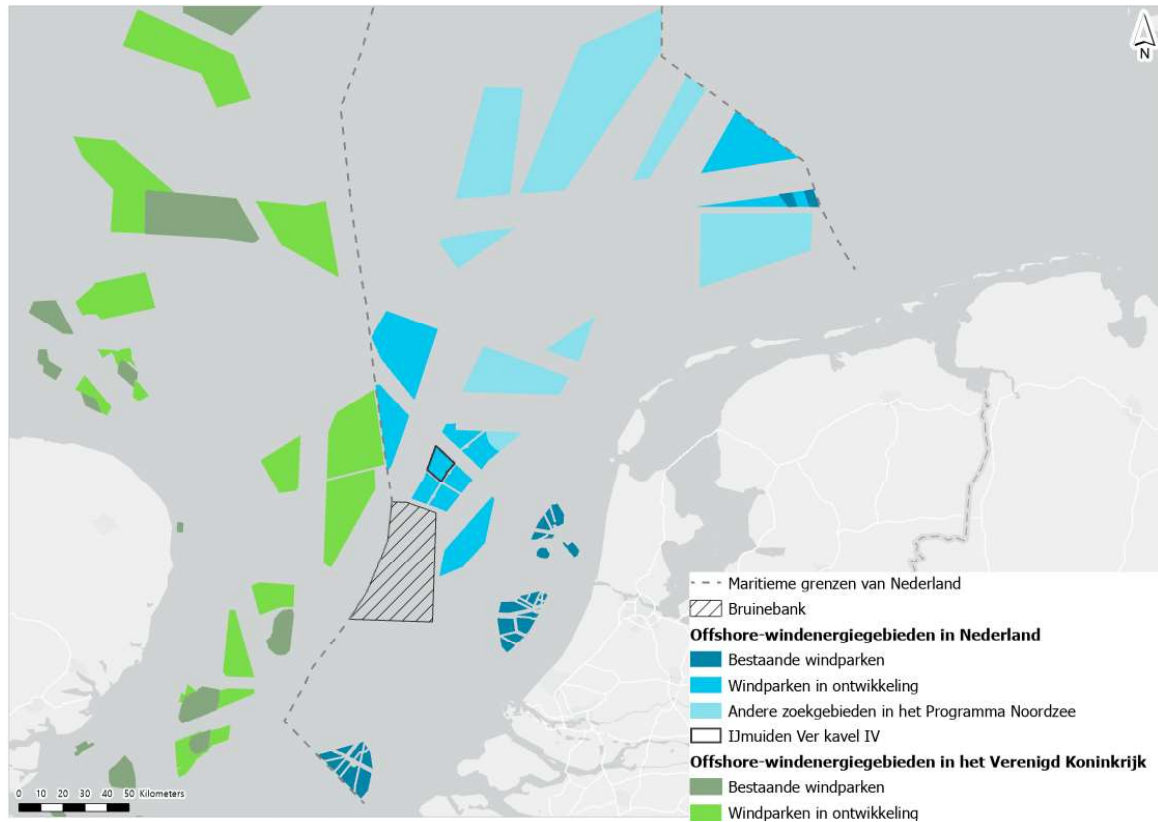 N
Maritieme grenzen van Nederland
Bruinebank
Offshore-windenergiegebieden in Nederland
Bestaande windparken
Windparken in ontwikkeling
Andere zoekgebieden in het Programma Noordzee
IJmuiden Ver kavel IV
Offshore-windenergiegebieden in het Verenigd Koninkrijk
Bestaande windparken
Windparken in ontwikkeling
0 10 20 30 40 50 Kilometers